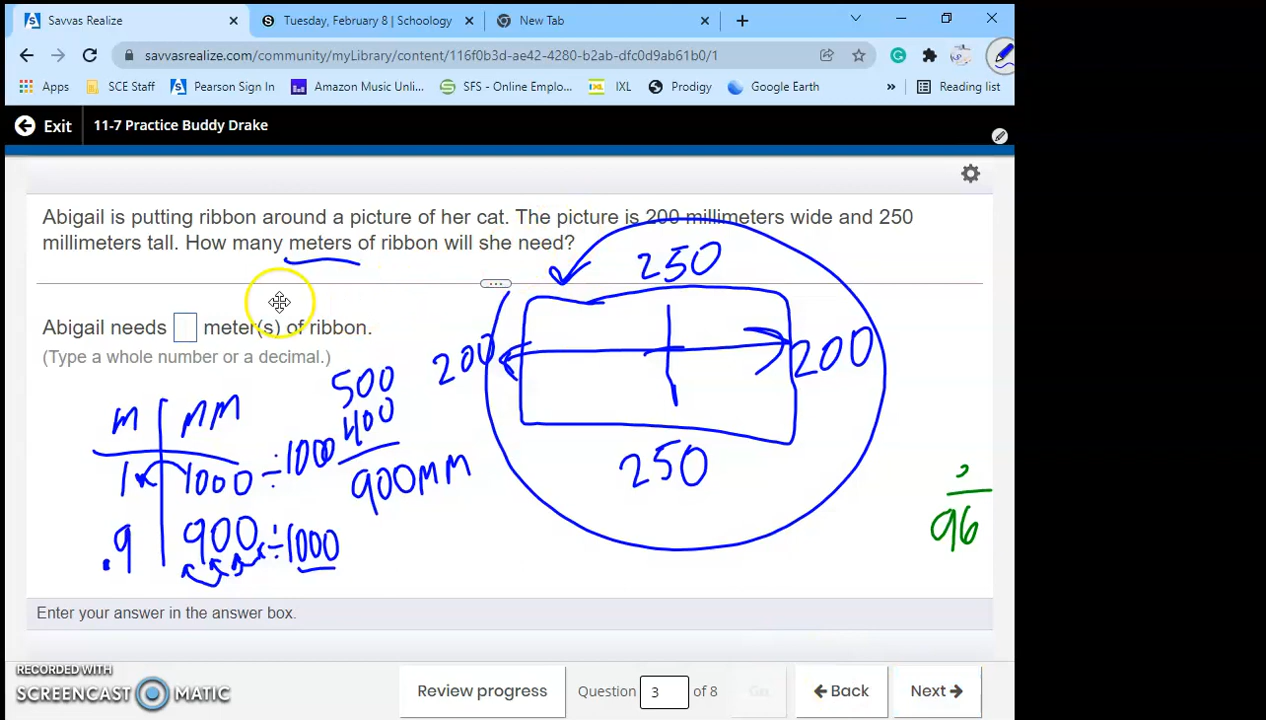 Savvas Realize
Tuesday, February 8 | Schoology
New Tab
savvasrealize.com/community/myLibrary/content/116f0b3d-ae42-4280-b2ab-dfc0d9ab61b0/1
Apps SCE Staff Pearson Sign In Amazon Music Unli... SFS - Online Emplo... IXL Prodigy Google Earth » Reading list
Exit 11-7 Practice Buddy Drake
Abigail is putting ribbon around a picture of her cat. The picture is 200 millimeters wide and 250
millimeters tall. How many meters of ribbon will she need?
250
Abigail needs meter(s) of ribbon.
(Type a whole number or a decimal.)
200
200
500
400
900MM
m MM
1 1000 ÷1000
.9 900 ÷1000
250
96
Enter your answer in the answer box.
RECORDED WITH
SCREENCAST MATIC
Review progress Question 3 of 8 Go Back Next